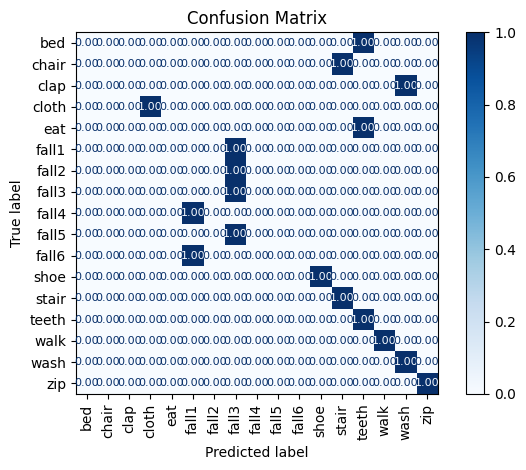 Confusion Matrix
True label
bed 0.00 0.00 0.00 0.00 0.00 0.00 0.00 0.00 0.00 0.00 0.00 0.00 0.00 1.00 0.00 0.00 0.00
chair 0.00 0.00 0.00 0.00 0.00 0.00 0.00 0.00 0.00 0.00 0.00 0.00 1.00 0.00 0.00 0.00 0.00
clap 0.00 0.00 0.00 0.00 0.00 0.00 0.00 0.00 0.00 0.00 0.00 0.00 0.00 0.00 0.00 1.00 0.00
cloth 0.00 0.00 0.00 1.00 0.00 0.00 0.00 0.00 0.00 0.00 0.00 0.00 0.00 0.00 0.00 0.00 0.00
eat 0.00 0.00 0.00 0.00 0.00 0.00 0.00 0.00 0.00 0.00 0.00 0.00 0.00 1.00 0.00 0.00 0.00
fall1 0.00 0.00 0.00 0.00 0.00 0.00 0.00 1.00 0.00 0.00 0.00 0.00 0.00 0.00 0.00 0.00 0.00
fall2 0.00 0.00 0.00 0.00 0.00 0.00 0.00 1.00 0.00 0.00 0.00 0.00 0.00 0.00 0.00 0.00 0.00
fall3 0.00 0.00 0.00 0.00 0.00 0.00 0.00 1.00 0.00 0.00 0.00 0.00 0.00 0.00 0.00 0.00 0.00
fall4 0.00 0.00 0.00 0.00 0.00 1.00 0.00 0.00 0.00 0.00 0.00 0.00 0.00 0.00 0.00 0.00 0.00
fall5 0.00 0.00 0.00 0.00 0.00 0.00 0.00 1.00 0.00 0.00 0.00 0.00 0.00 0.00 0.00 0.00 0.00
fall6 0.00 0.00 0.00 0.00 0.00 1.00 0.00 0.00 0.00 0.00 0.00 0.00 0.00 0.00 0.00 0.00 0.00
shoe 0.00 0.00 0.00 0.00 0.00 0.00 0.00 0.00 0.00 0.00 0.00 1.00 0.00 0.00 0.00 0.00 0.00
stair 0.00 0.00 0.00 0.00 0.00 0.00 0.00 0.00 0.00 0.00 0.00 0.00 1.00 0.00 0.00 0.00 0.00
teeth 0.00 0.00 0.00 0.00 0.00 0.00 0.00 0.00 0.00 0.00 0.00 0.00 0.00 1.00 0.00 0.00 0.00
walk 0.00 0.00 0.00 0.00 0.00 0.00 0.00 0.00 0.00 0.00 0.00 0.00 0.00 0.00 1.00 0.00 0.00
wash 0.00 0.00 0.00 0.00 0.00 0.00 0.00 0.00 0.00 0.00 0.00 0.00 0.00 0.00 0.00 1.00 0.00
zip 0.00 0.00 0.00 0.00 0.00 0.00 0.00 0.00 0.00 0.00 0.00 0.00 0.00 0.00 0.00 0.00 1.00
bed chair clap cloth eat fall1 fall2 fall3 fall4 fall5 fall6 shoe stair teeth walk wash zip
Predicted label
1.0
0.8
0.6
0.4
0.2
0.0